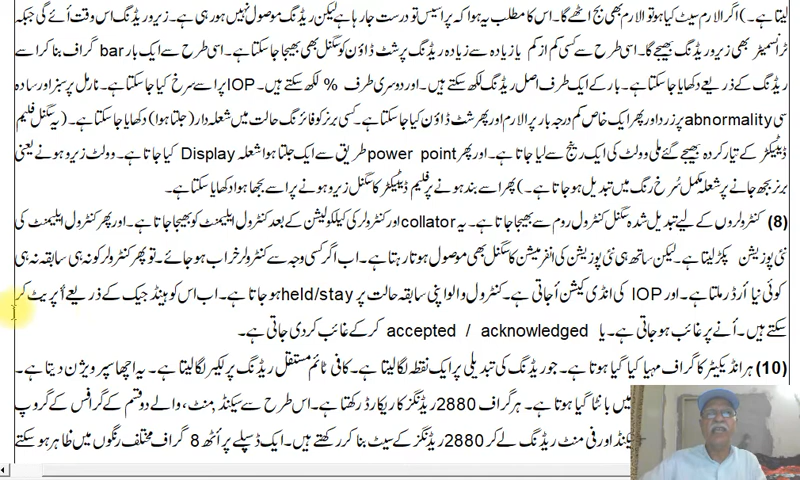 لیتا ہے۔) اگر الارم سیٹ کیا ہو تو الارم بھی بج اٹھے گا۔ اس کا مطلب یہ ہوا کہ پراسیس تو درست جا رہا ہے لیکن ریڈنگ موصول نہیں ہو رہی ہے۔ زیرو ریڈنگ اس وقت آئے گی جبکہ
ٹرانسمیٹر بھی زیرو ریڈنگ بھیجے گا۔ اسی طرح سے کسی کم از کم یا زیادہ سے زیادہ ریڈنگ پر شٹ ڈاؤن کو سگنل بھی بھیجا جا سکتا ہے۔ اسی طرح سے ایک بار bar گراف بنا کر اسے
ریڈنگ کے ذریعے دکھایا جا سکتا ہے۔ بار کے ایک طرف اصل ریڈنگ لکھ سکتے ہیں۔ اور دوسری طرف % لکھ سکتے ہیں۔ IOP پر اسے سرخ کیا جا سکتا ہے۔ نارمل پر سبز اور سادہ
سی abnormality پر زرد اور پھر ایک خاص کم درجہ بار پر الارم اور پھر شٹ ڈاؤن کیا جا سکتا ہے۔ کسی برنر کو فائرنگ حالت میں شعلہ دار (جلتا ہوا) دکھایا جا سکتا ہے۔ (یہ سگنل فلیم
ڈیٹیکٹر کے تیار کردہ بھیجے گئے ملی وولٹ کی ایک رینج سے لیا جاتا ہے۔ اور پھر power point طریق سے ایک جلتا ہوا شعلہ Display کیا جاتا ہے۔ وولٹ زیرو ہونے یعنی
برنر بجھ جانے پر شعلہ مکمل سُرخ رنگ میں تبدیل ہو جاتا ہے۔) پھر اسے بند ہونے پر فلیم ڈیٹیکٹر کا سگنل زیرو ہونے پر اسے بجھا ہوا دکھایا سکتا ہے۔
(8) کنٹرولروں کے لیے تبدیل شدہ سگنل کنٹرول روم سے بھیجا جاتا ہے۔ یہ collator اور کنٹرولر کی کیلکولیشن کے بعد کنٹرول ایلیمنٹ کو بھیجا جاتا ہے۔ اور پھر کنٹرول ایلیمنٹ کی
نئی پوزیشن پکڑ لیتا ہے۔ لیکن ساتھ ہی نئی پوزیشن کی انفرمیشن کا سگنل بھی موصول ہوتا رہتا ہے۔ اب اگر کسی وجہ سے کنٹرولر خراب ہو جائے۔ تو پھر کنٹرولر کو نہ ہی سابقہ نہ ہی
کوئی نیا آرڈر ملتا ہے۔ اور IOP کی انڈی کیشن آ جاتی ہے۔ کنٹرول والو اپنی سابقہ حالت پر held/stay ہو جاتا ہے۔ اب اس کو ہینڈ جیک کے ذریعے آپریٹ کر
سکتے ہیں۔ آنے پر غائب ہو جاتی ہے۔ یا accepted / acknowledged کر کے غائب کر دی جاتی ہے۔
(10) ہر انڈیکیٹر کا گراف مہیا کیا گیا ہوتا ہے۔ جو ریڈنگ کی تبدیلی پر ایک نقطہ لگا لیتا ہے۔ کافی ٹائم مستقل ریڈنگ پر لکیر لگا لیتا ہے۔ یہ اچھا سپرویژن دیتا ہے۔
میں بانٹا گیا ہوتا ہے۔ ہر گراف 2880 ریڈنگز کا ریکارڈ رکھتا ہے۔ اس طرح سے سیکنڈ، منٹ، والے دو قسم کے گرافس کے گروپ
سیکنڈ اور فی منٹ ریڈنگ لے کر 2880 ریڈنگز کے سیٹ بنا کر رکھتے ہیں۔ ایک ڈسپلے پر آٹھ 8 گراف مختلف رنگوں میں ظاہر ہو سکتے